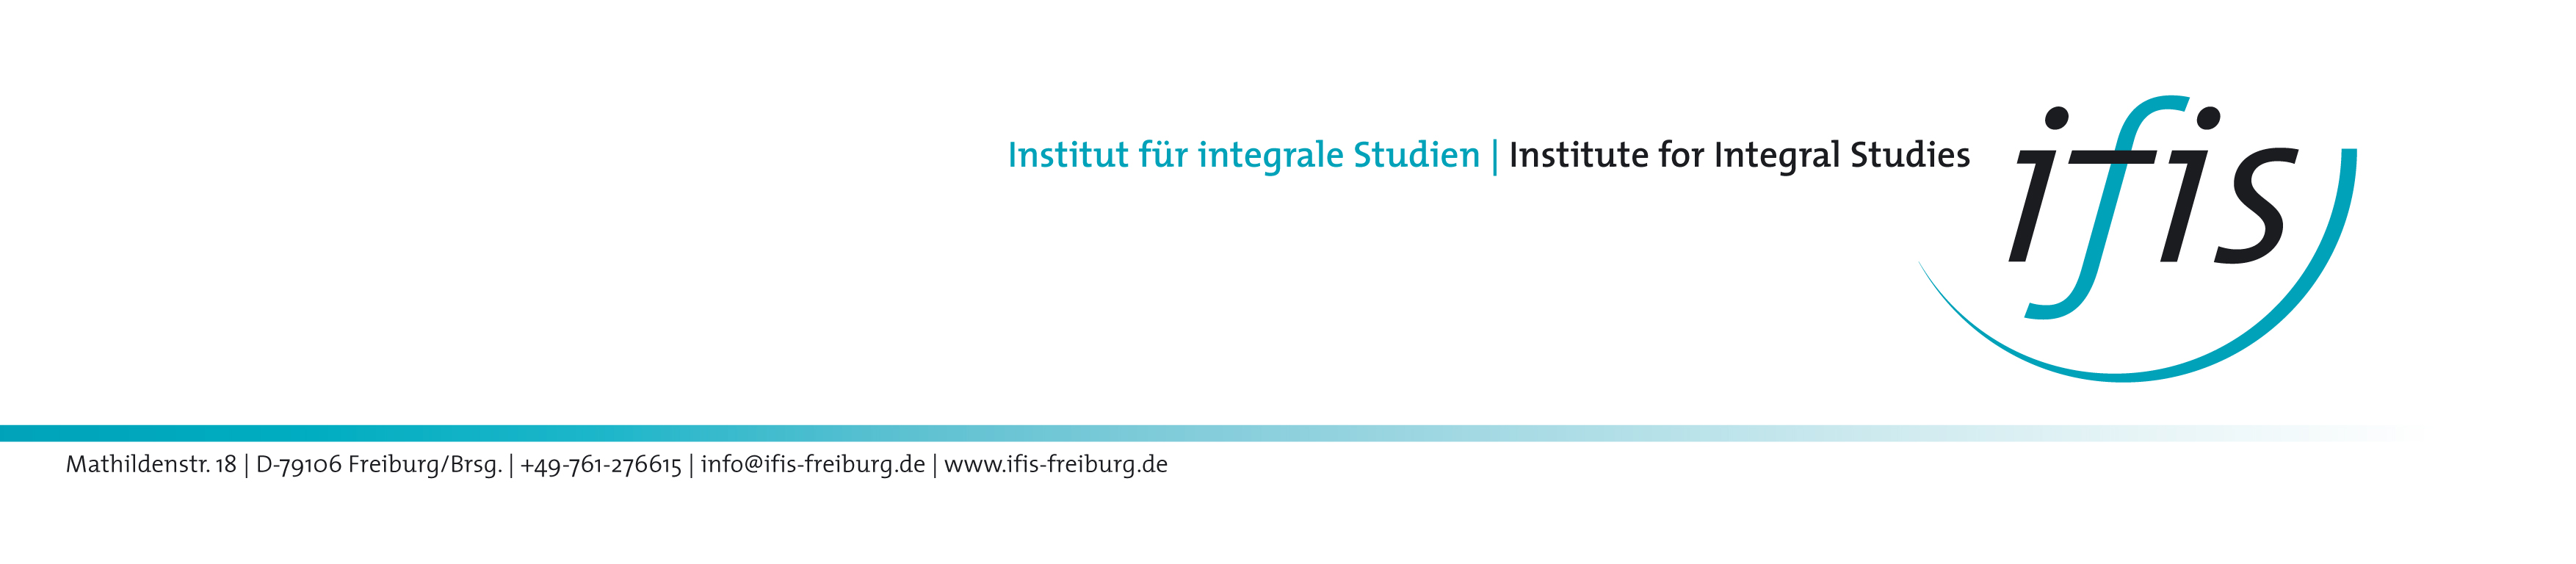 Institut für integrale Studien | Institute for Integral Studies
ifis
Mathildenstr. 18 | D-79106 Freiburg/Brsg. | +49-761-276615 | info@ifis-freiburg.de | www.ifis-freiburg.de